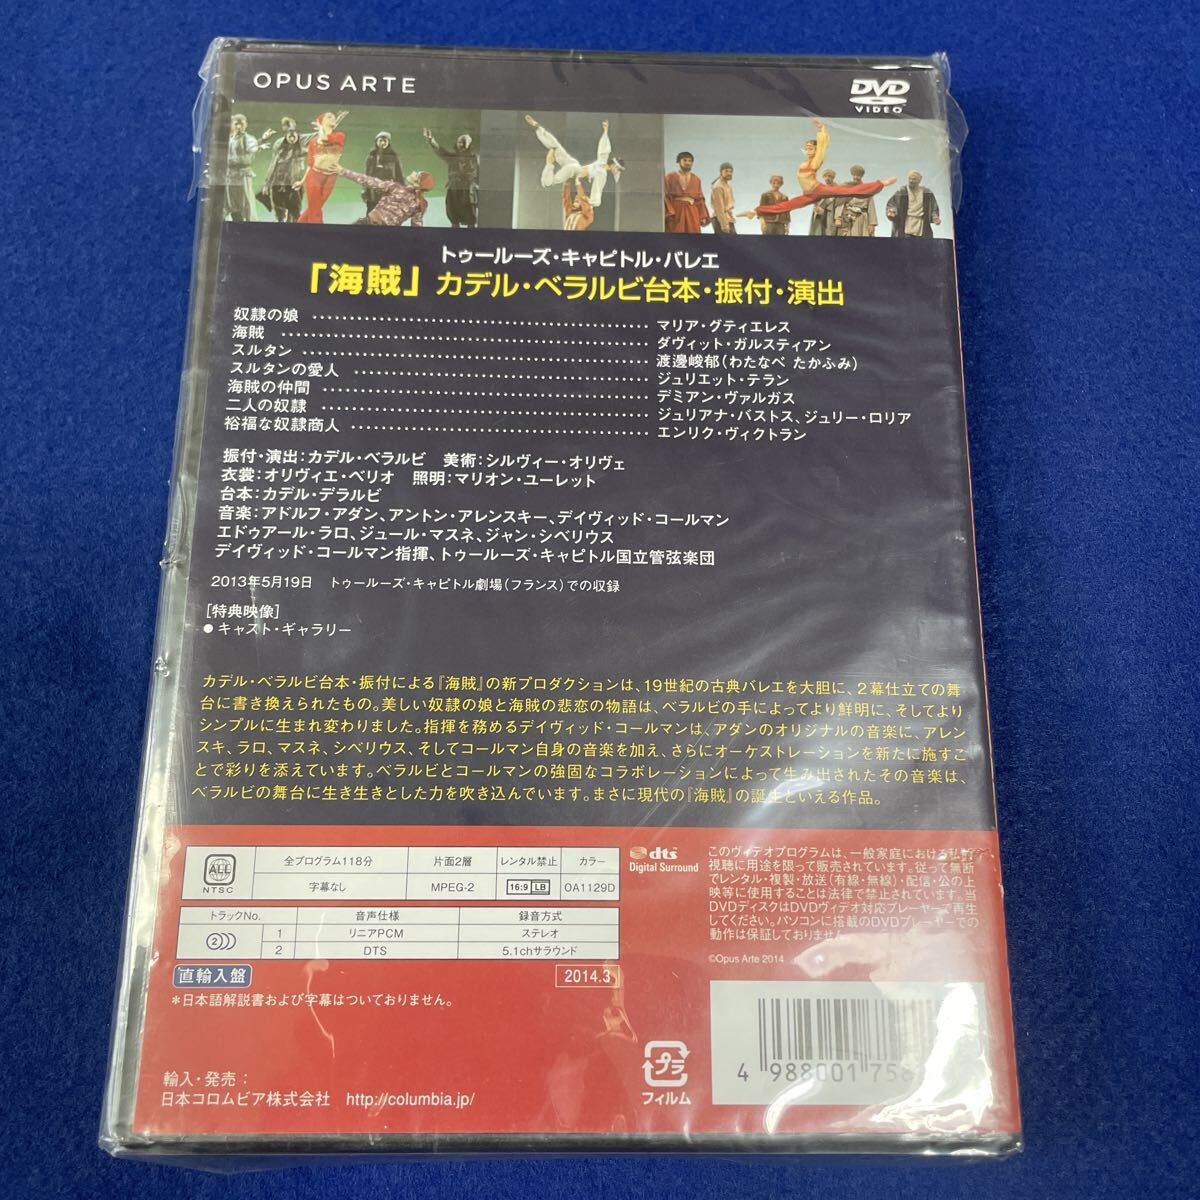 OPUS ARTE
DVD
VIDEO
トゥールーズ・キャピトル・バレエ
「海賊」カデル・ベラルビ台本・振付・演出
奴隷の娘 マリア・グティエレス
海賊 ダヴィット・ガルスティアン
スルタン 渡邊峻郁(わたなべ たかふみ)
スルタンの愛人 ジュリエット・テラン
海賊の仲間 デミアン・ヴァルガス
二人の奴隷 ジュリアナ・バストス、ジュリー・ロリア
裕福な奴隷商人 エンリク・ヴィクトラン
振付・演出:カデル・ベラルビ 美術:シルヴィー・オリヴェ
衣裳:オリヴィエ・ベリオ 照明:マリオン・ユーレット
台本:カデル・デラルビ
音楽:アドルフ・アダン、アントン・アレンスキー、デイヴィッド・コールマン
エドゥアール・ラロ、ジュール・マスネ、ジャン・シベリウス
デイヴィッド・コールマン指揮、トゥールーズ・キャピトル国立管弦楽団
2013年5月19日 トゥールーズ・キャピトル劇場(フランス)での収録
[特典映像]
●キャスト・ギャラリー
カデル・ベラルビ台本・振付による『海賊』の新プロダクションは、19世紀の古典バレエを大胆に、2幕仕立ての舞
台に書き換えられたもの。美しい奴隷の娘と海賊の悲恋の物語は、ベラルビの手によってより鮮明に、そしてより
シンプルに生まれ変わりました。指揮を務めるデイヴィッド・コールマンは、アダンのオリジナルの音楽に、アレン
スキ、ラロ、マスネ、シベリウス、そしてコールマン自身の音楽を加え、さらにオーケストレーションを新たに施すこ
とで彩りを添えています。ベラルビとコールマンの強固なコラボレーションによって生み出されたその音楽は、
ベラルビの舞台に生き生きとした力を吹き込んでいます。まさに現代の『海賊』の誕生といえる作品。
ALL
NTSC
全プログラム118分 片面2層 レンタル禁止 カラー
字幕なし MPEG-2 16:9 LB OA1129D
トラックNo. 音声仕様 録音方式
2 1 リニアPCM ステレオ
2 DTS 5.1chサラウンド
直輸入盤 2014.3
*日本語解説書および字幕はついておりません。
dts
Digital Surround
このヴィデオプログラムは、一般家庭における私的
視聴に用途を限って販売されています。従って無断
でレンタル・複製・放送(有線・無線)・配信・公の上
映等に使用することは法律で禁止されています。当
DVDディスクはDVDヴィデオ対応プレーヤーで再生
してください。パソコンに搭載のDVDプレーヤーでの
動作は保証しておりません。
©Opus Arte 2014
輸入・発売:
日本コロムビア株式会社 http://columbia.jp/
プラ
フィルム
4 988001 756